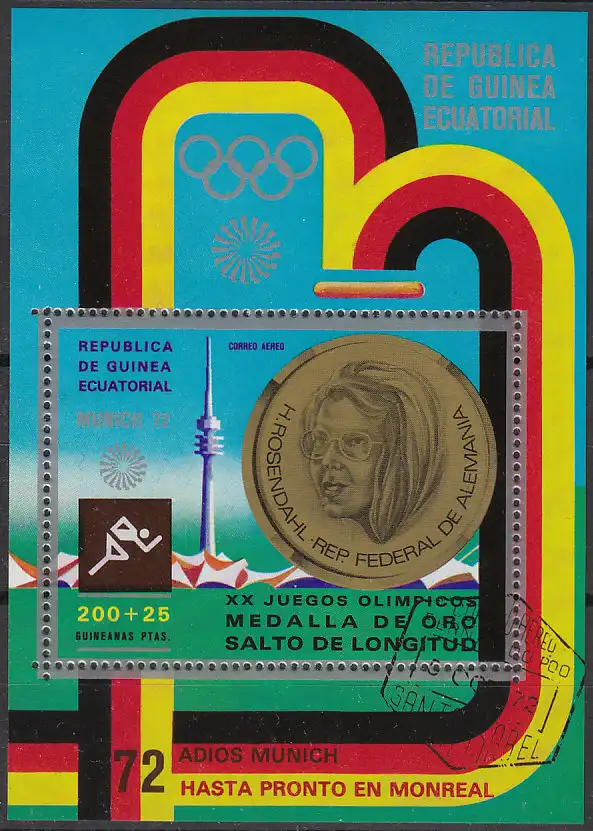 REPUBLICA
DE GUINEA
ECUATORIAL
REPUBLICA
DE GUINEA
ECUATORIAL
CORREO AEREO
MUNICH 72
H. ROSENDAHL · REP. FEDERAL DE ALEMANIA
200+25
GUINEANAS PTAS.
XX JUEGOS OLIMPICOS
MEDALLA DE ORO
SALTO DE LONGITUD
72 ADIOS MUNICH
HASTA PRONTO EN MONREAL